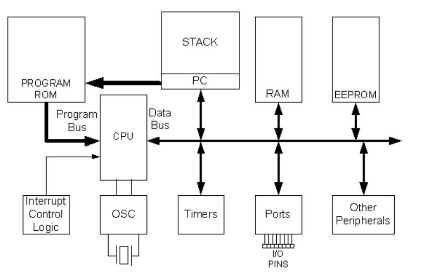 STACK
PC
PROGRAM
ROM
RAM
EEPROM
Program
Bus
CPU
Data
Bus
Interrupt
Control
Logic
OSC
Timers
Ports
Other
Peripherals
I/O
PINS